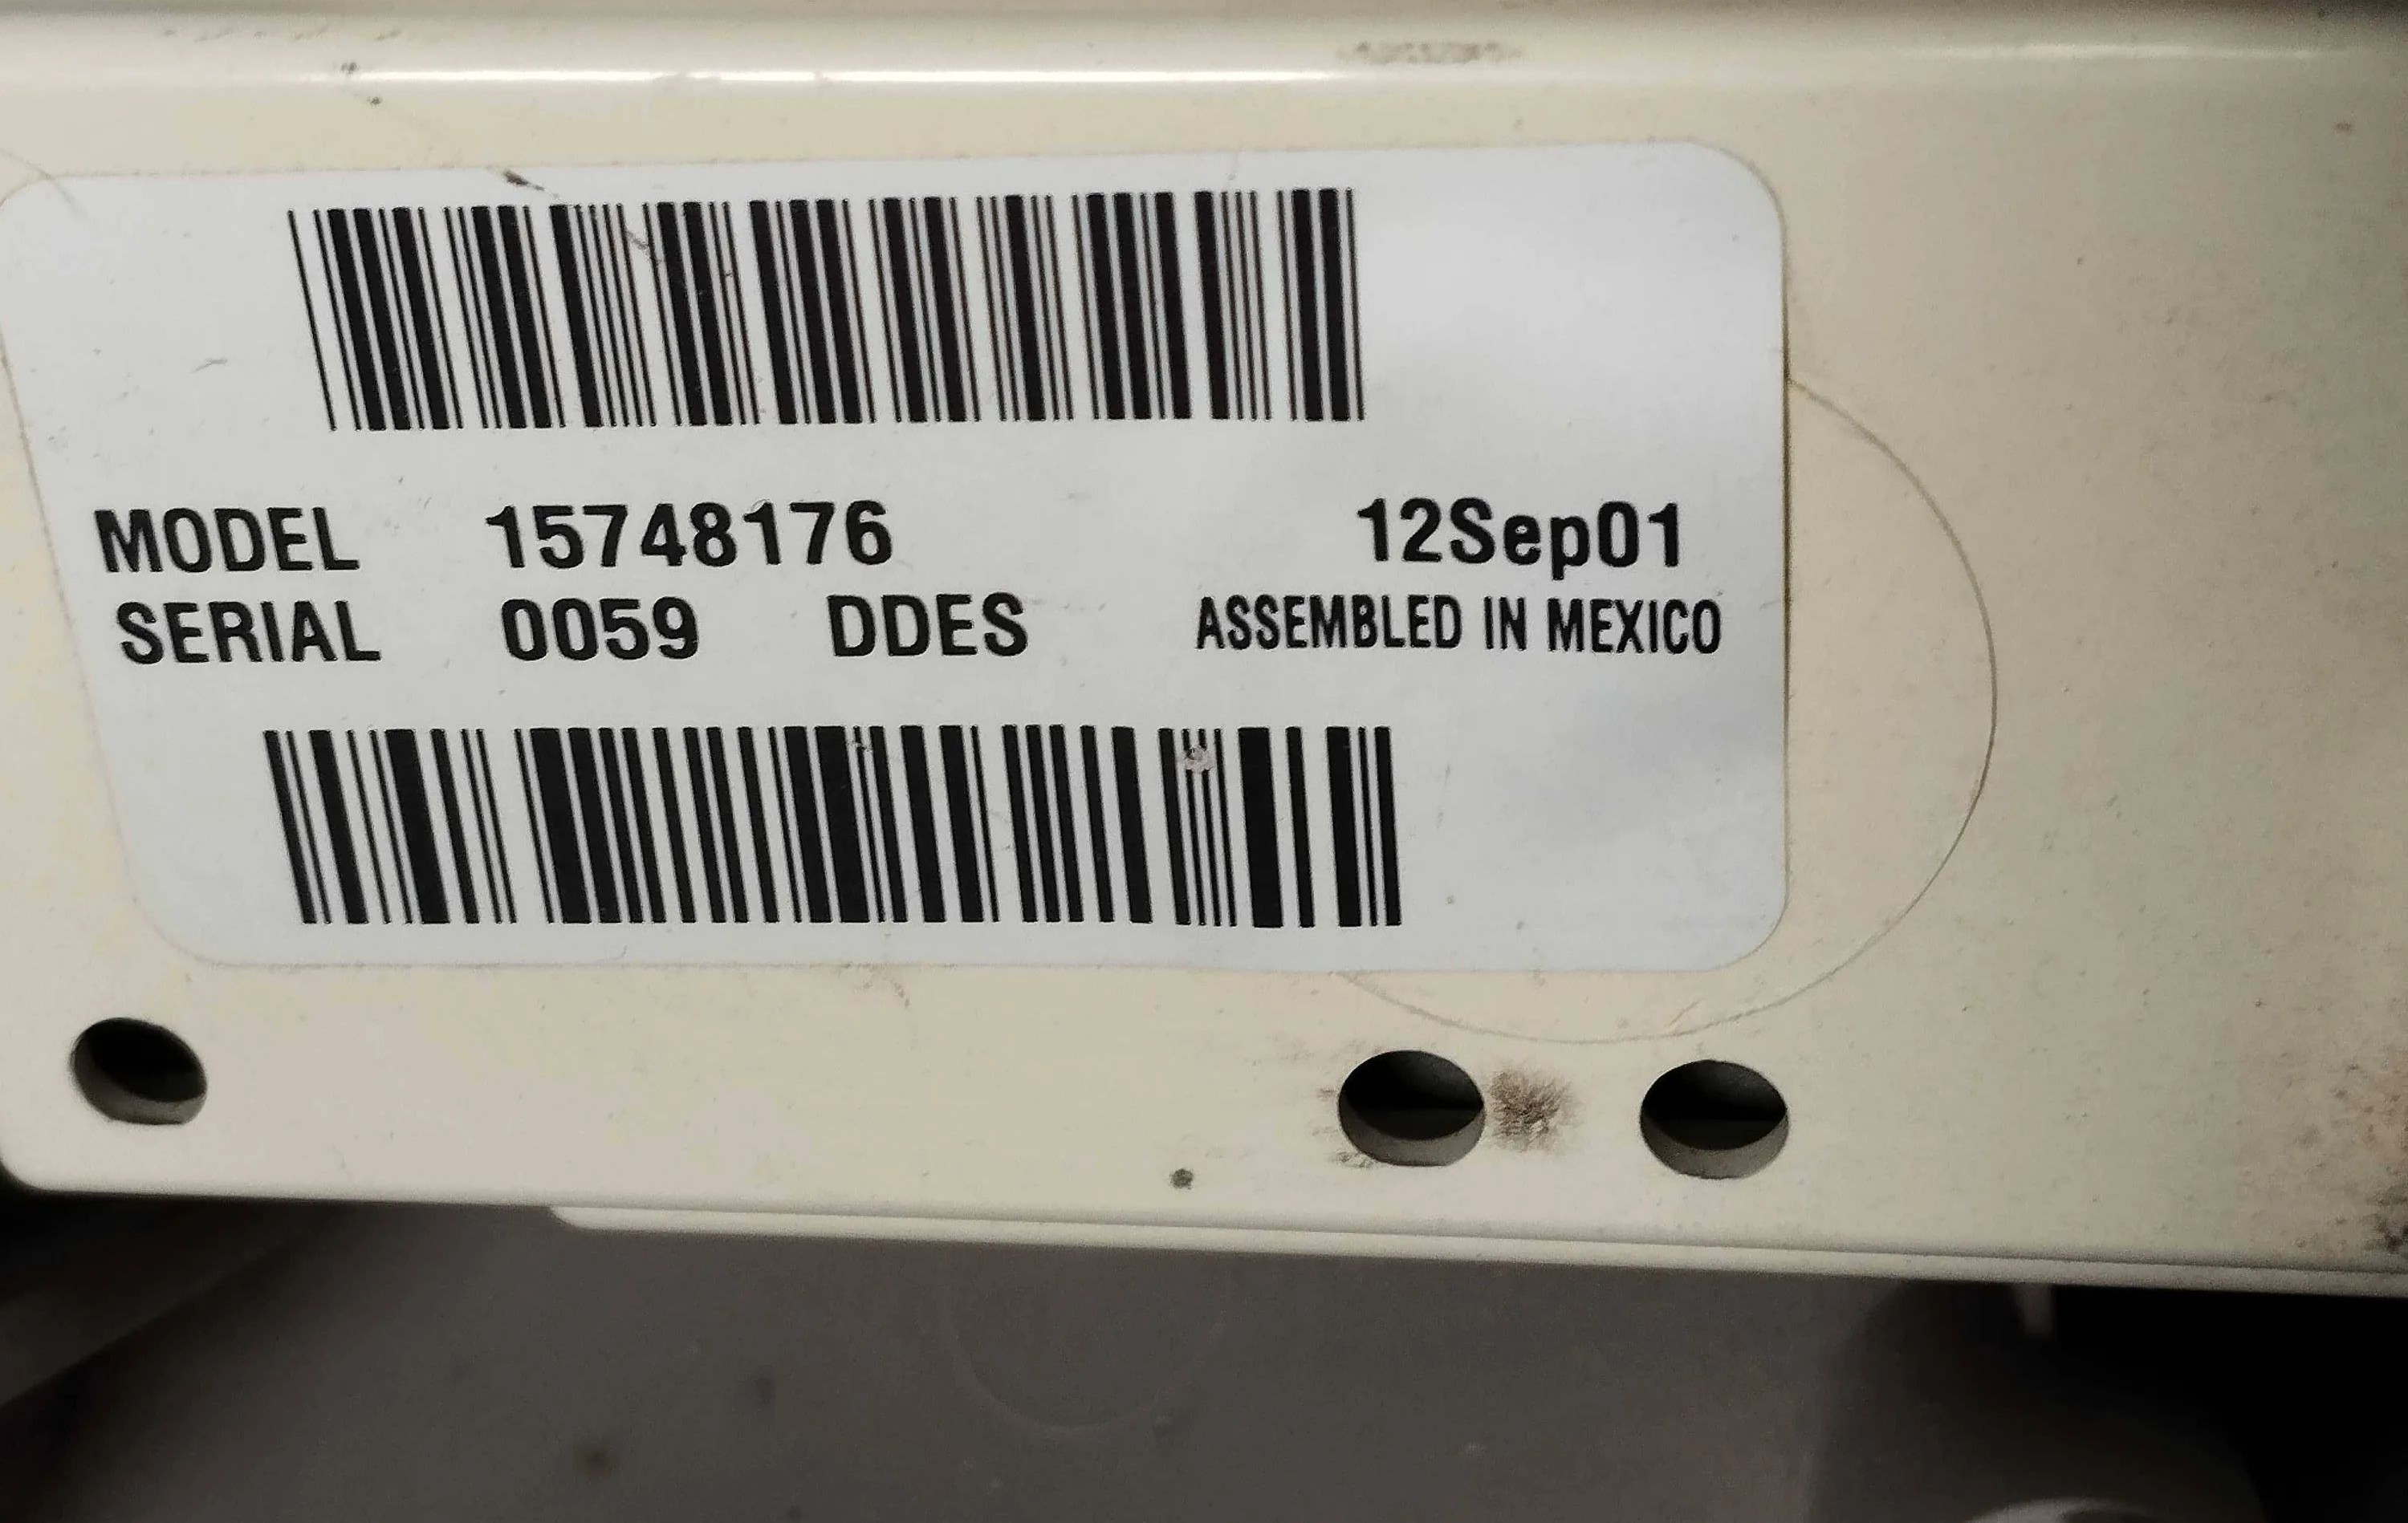 MODEL 15748176 12Sep01
SERIAL 0059 DDES ASSEMBLED IN MEXICO